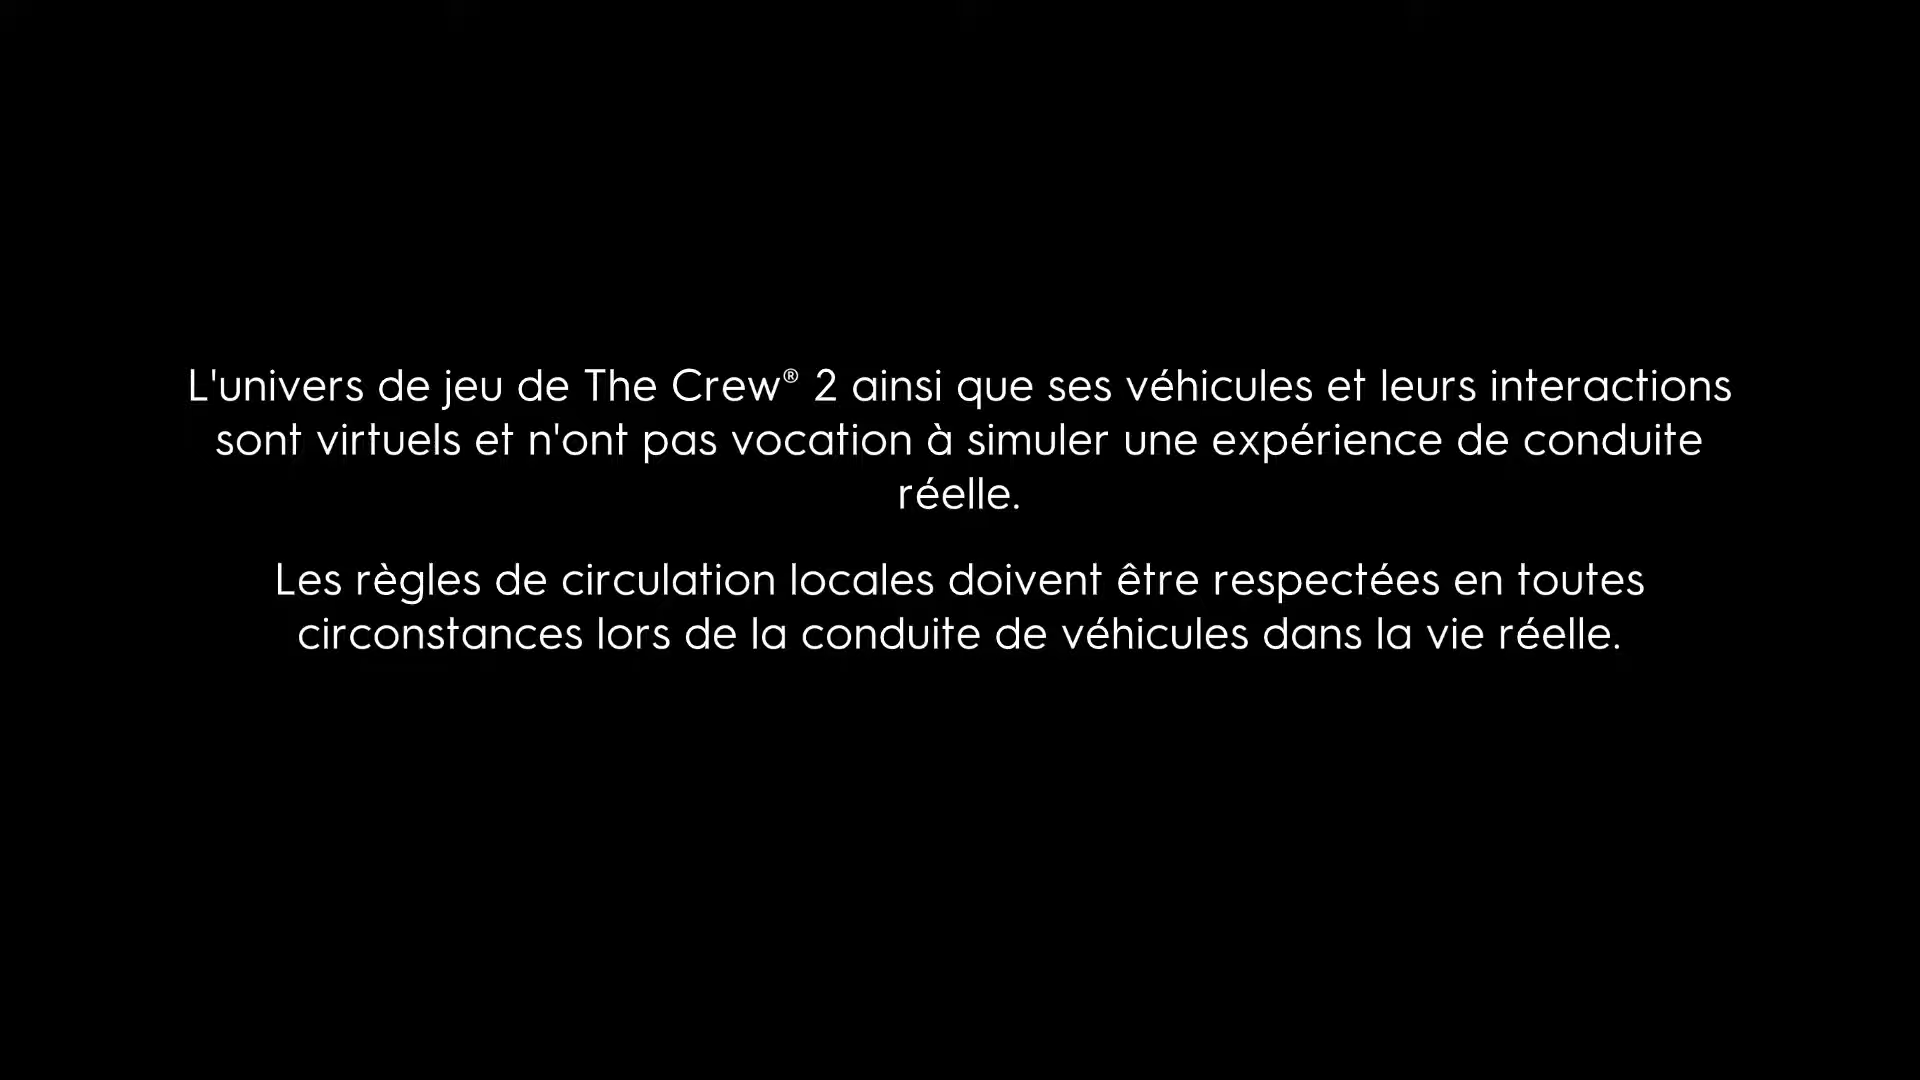 L'univers de jeu de The Crew® 2 ainsi que ses véhicules et leurs interactions
sont virtuels et n'ont pas vocation à simuler une expérience de conduite
réelle.
Les règles de circulation locales doivent être respectées en toutes
circonstances lors de la conduite de véhicules dans la vie réelle.